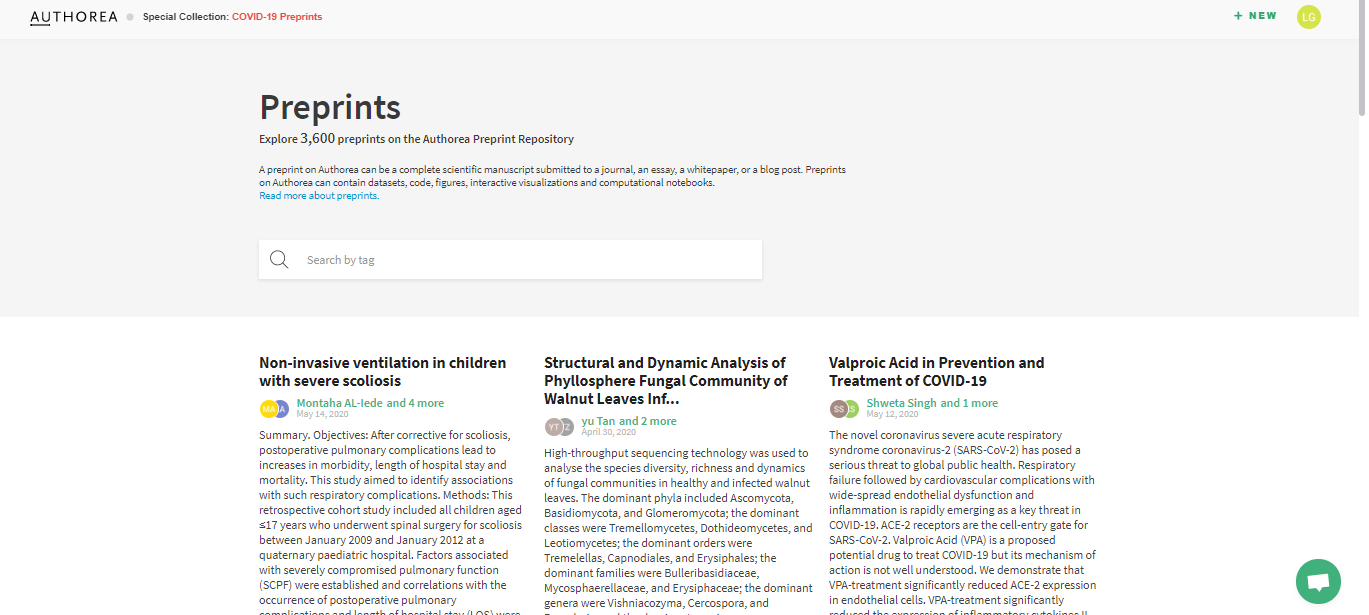 AUTHOREA
Special Collection: COVID-19 Preprints
+ NEW
LG
Preprints
Explore 3,600 preprints on the Authorea Preprint Repository
A preprint on Authorea can be a complete scientific manuscript submitted to a journal, an essay, a whitepaper, or a blog post. Preprints
on Authorea can contain datasets, code, figures, interactive visualizations and computational notebooks.
Read more about preprints.
Search by tag
Non-invasive ventilation in children
with severe scoliosis
MA A
Montaha AL-Iede and 4 more
May 14, 2020
Summary. Objectives: After corrective for scoliosis,
postoperative pulmonary complications lead to
increases in morbidity, length of hospital stay and
mortality. This study aimed to identify associations
with such respiratory complications. Methods: This
retrospective cohort study included all children aged
≤17 years who underwent spinal surgery for scoliosis
between January 2009 and January 2012 at a
quaternary paediatric hospital. Factors associated
with severely compromised pulmonary function
(SCPF) were established and correlations with the
occurrence of postoperative pulmonary
complications and length of hospital stay (LOS) were
Structural and Dynamic Analysis of
Phyllosphere Fungal Community of
Walnut Leaves Inf...
YT Z
yu Tan and 2 more
April 30, 2020
High-throughput sequencing technology was used to
analyse the species diversity, richness and dynamics
of fungal communities in healthy and infected walnut
leaves. The dominant phyla included Ascomycota,
Basidiomycota, and Glomeromycota; the dominant
classes were Tremellomycetes, Dothideomycetes, and
Leotiomycetes; the dominant orders were
Tremelellas, Capnodiales, and Erysiphales; the
dominant families were Bulleribasidiaceae,
Mycosphaerellaceae, and Erysiphaceae; the dominant
genera were Vishniacozyma, Cercospora, and
Valproic Acid in Prevention and
Treatment of COVID-19
SS S
Shweta Singh and 1 more
May 12, 2020
The novel coronavirus severe acute respiratory
syndrome coronavirus-2 (SARS-CoV-2) has posed a
serious threat to global public health. Respiratory
failure followed by cardiovascular complications with
wide-spread endothelial dysfunction and
inflammation is rapidly emerging as a key threat in
COVID-19. ACE-2 receptors are the cell-entry gate for
SARS-CoV-2. Valproic Acid (VPA) is a proposed
potential drug to treat COVID-19 but its mechanism of
action is not well understood. We demonstrate that
VPA-treatment significantly reduced ACE-2 expression
in endothelial cells. VPA-treatment significantly
reduced the expression of inflammatory cytokines IL